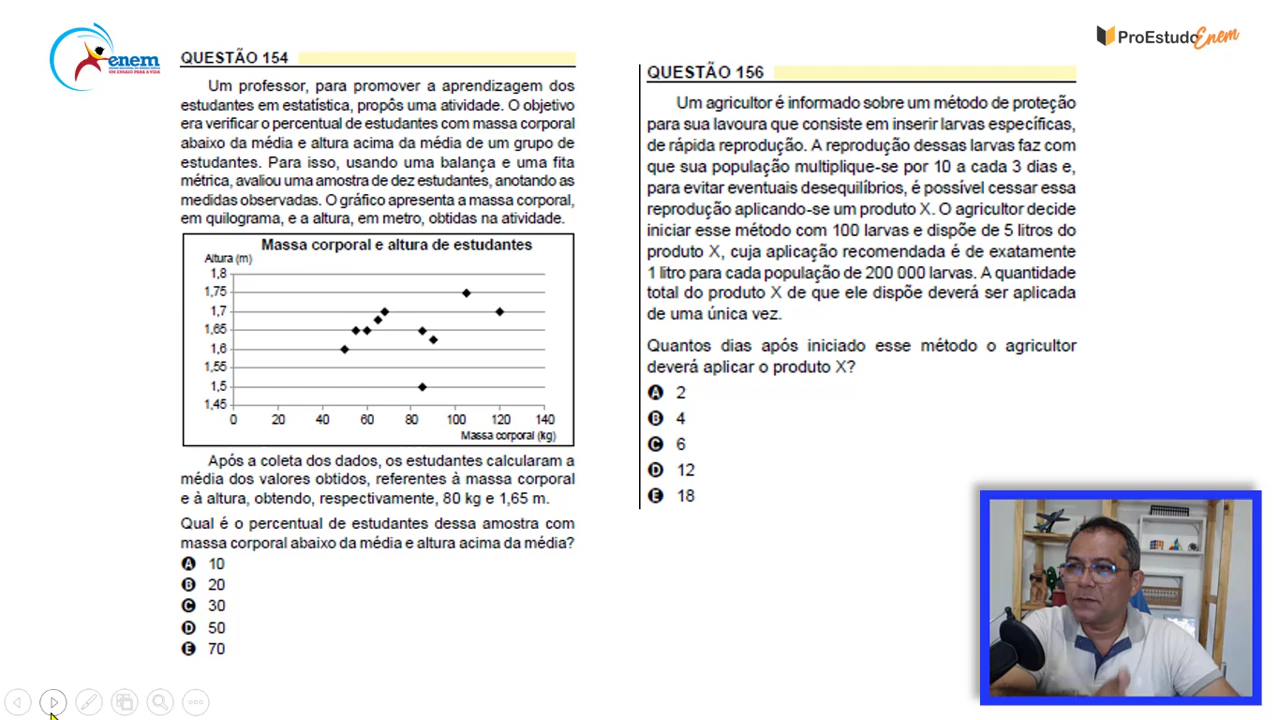 enem
UM ENSAIO PARA A VIDA
ProEstudoEnem
QUESTÃO 154
Um professor, para promover a aprendizagem dos
estudantes em estatística, propôs uma atividade. O objetivo
era verificar o percentual de estudantes com massa corporal
abaixo da média e altura acima da média de um grupo de
estudantes. Para isso, usando uma balança e uma fita
métrica, avaliou uma amostra de dez estudantes, anotando as
medidas observadas. O gráfico apresenta a massa corporal,
em quilograma, e a altura, em metro, obtidas na atividade.
Massa corporal e altura de estudantes
Altura (m)
1,8
1,75
1,7
1,65
1,6
1,55
1,5
1,45
0 20 40 60 80 100 120 140
Massa corporal (kg)
Após a coleta dos dados, os estudantes calcularam a
média dos valores obtidos, referentes à massa corporal
e à altura, obtendo, respectivamente, 80 kg e 1,65 m.
Qual é o percentual de estudantes dessa amostra com
massa corporal abaixo da média e altura acima da média?
A 10
B 20
C 30
D 50
E 70
QUESTÃO 156
Um agricultor é informado sobre um método de proteção
para sua lavoura que consiste em inserir larvas específicas,
de rápida reprodução. A reprodução dessas larvas faz com
que sua população multiplique-se por 10 a cada 3 dias e,
para evitar eventuais desequilíbrios, é possível cessar essa
reprodução aplicando-se um produto X. O agricultor decide
iniciar esse método com 100 larvas e dispõe de 5 litros do
produto X, cuja aplicação recomendada é de exatamente
1 litro para cada população de 200 000 larvas. A quantidade
total do produto X de que ele dispõe deverá ser aplicada
de uma única vez.
Quantos dias após iniciado esse método o agricultor
deverá aplicar o produto X?
A 2
B 4
C 6
D 12
E 18